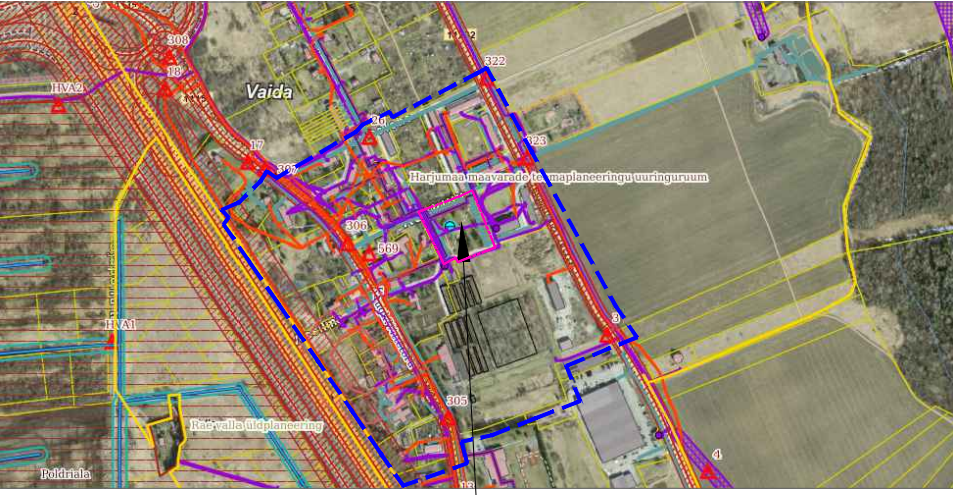 308
322
18
HVA2
Vaida
26
323
17
307
Harjumaa maavarade teemaplaneeringu uuringuruum
306
569
3
HVA1
305
Rae valla üldplaneering
4
Poldriala